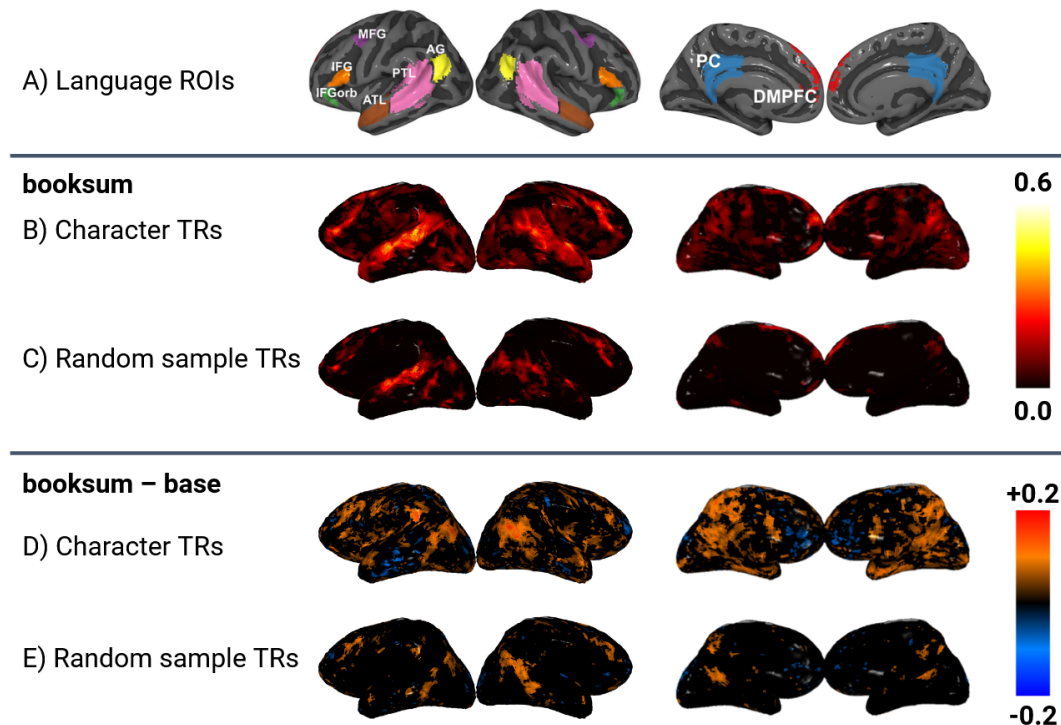 A) Language ROIs
MFG
AG
IFG
PTL
IFGorb
ATL
PC
DMPFC
booksum
0.6
B) Character TRs
C) Random sample TRs
0.0
booksum – base
+0.2
D) Character TRs
E) Random sample TRs
-0.2